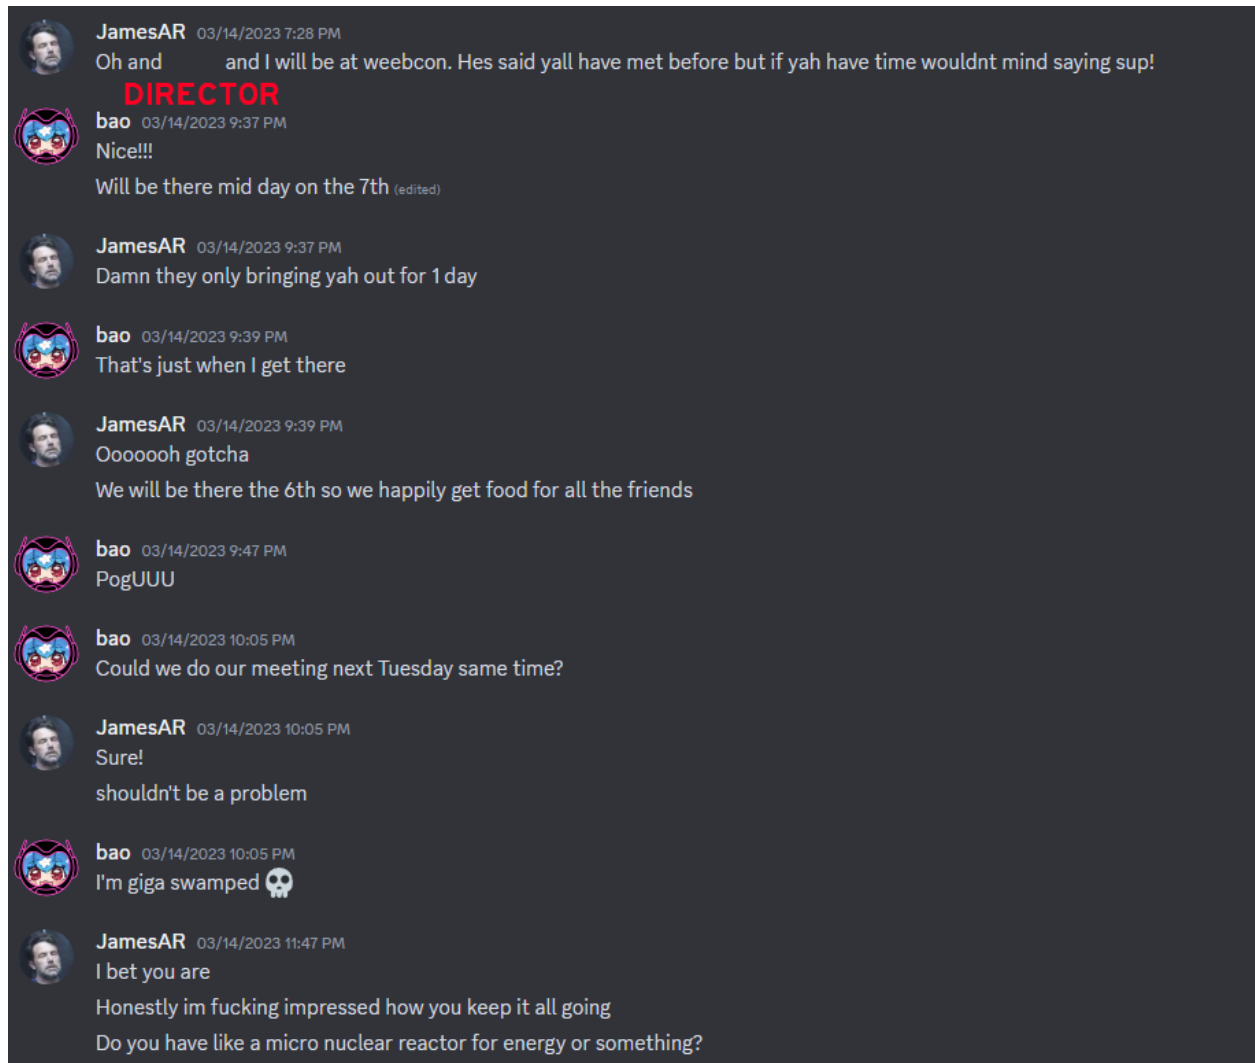 JamesAR 03/14/2023 7:28 PM
Oh and and I will be at weebcon. Hes said yall have met before but if yah have time wouldnt mind saying sup!
DIRECTOR
bao 03/14/2023 9:37 PM
Nice!!!
Will be there mid day on the 7th (edited)
JamesAR 03/14/2023 9:37 PM
Damn they only bringing yah out for 1 day
bao 03/14/2023 9:39 PM
That's just when I get there
JamesAR 03/14/2023 9:39 PM
Ooooooh gotcha
We will be there the 6th so we happily get food for all the friends
bao 03/14/2023 9:47 PM
PogUUU
bao 03/14/2023 10:05 PM
Could we do our meeting next Tuesday same time?
JamesAR 03/14/2023 10:05 PM
Sure!
shouldn't be a problem
bao 03/14/2023 10:05 PM
I'm giga swamped 💀
JamesAR 03/14/2023 11:47 PM
I bet you are
Honestly im fucking impressed how you keep it all going
Do you have like a micro nuclear reactor for energy or something?